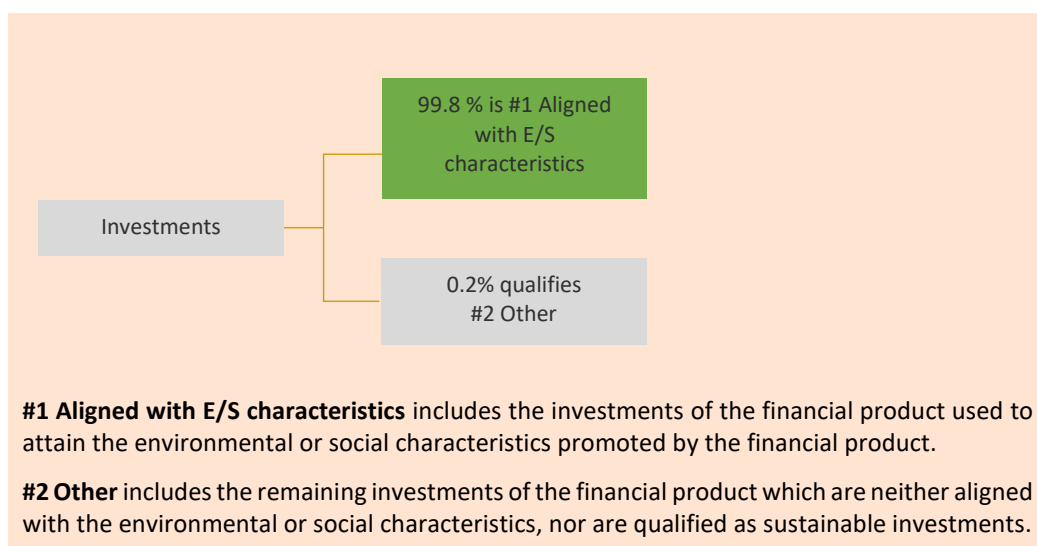 99.8 % is #1 Aligned
with E/S
characteristics
Investments
0.2% qualifies
#2 Other
#1 Aligned with E/S characteristics includes the investments of the financial product used to
attain the environmental or social characteristics promoted by the financial product.
#2 Other includes the remaining investments of the financial product which are neither aligned
with the environmental or social characteristics, nor are qualified as sustainable investments.